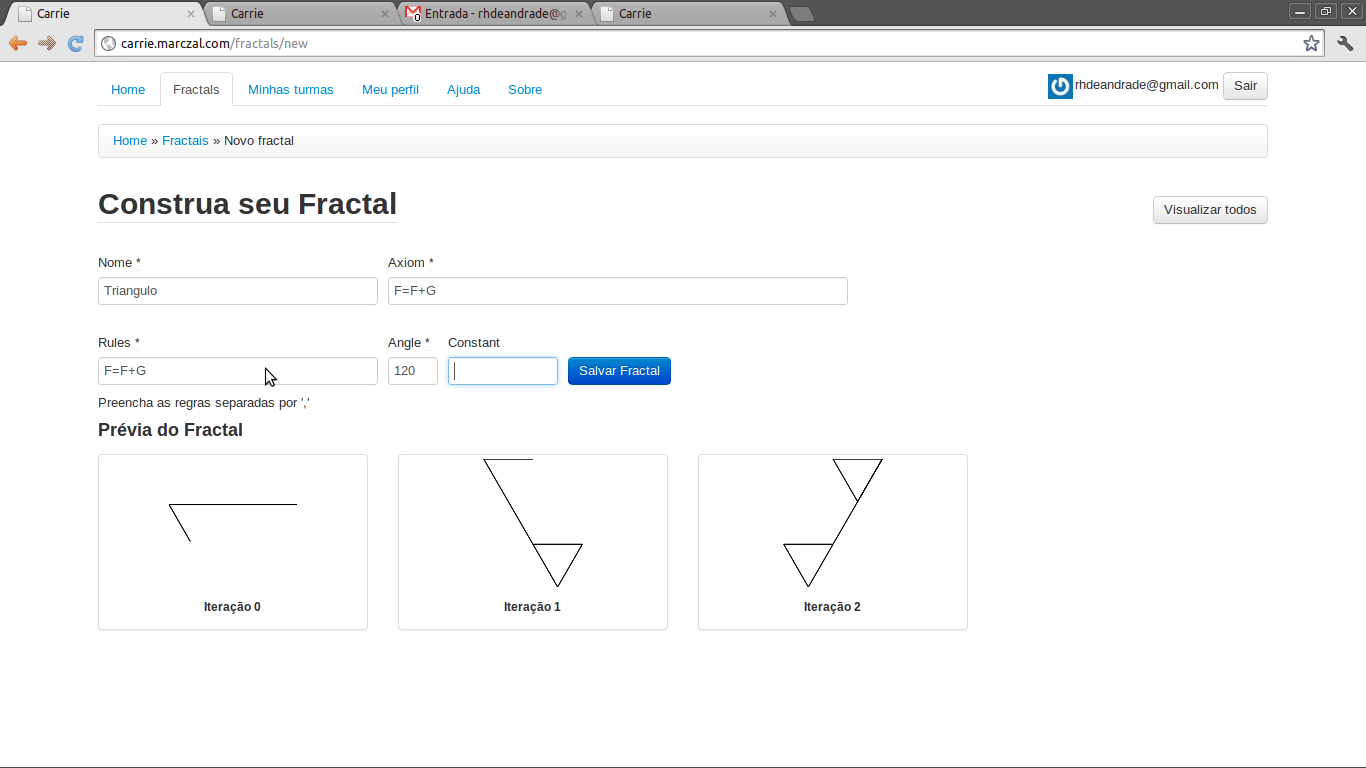 Carrie
Carrie
Entrada - rhdeandrade@g
Carrie
carrie.marczal.com/fractals/new
Home Fractals Minhas turmas Meu perfil Ajuda Sobre
rhdeandrade@gmail.com Sair
Home » Fractais » Novo fractal
Construa seu Fractal
Visualizar todos
Nome * Axiom *
Triangulo F=F+G
Rules * Angle * Constant
F=F+G 120 Salvar Fractal
Preencha as regras separadas por ','
Prévia do Fractal
Iteração 0 Iteração 1 Iteração 2